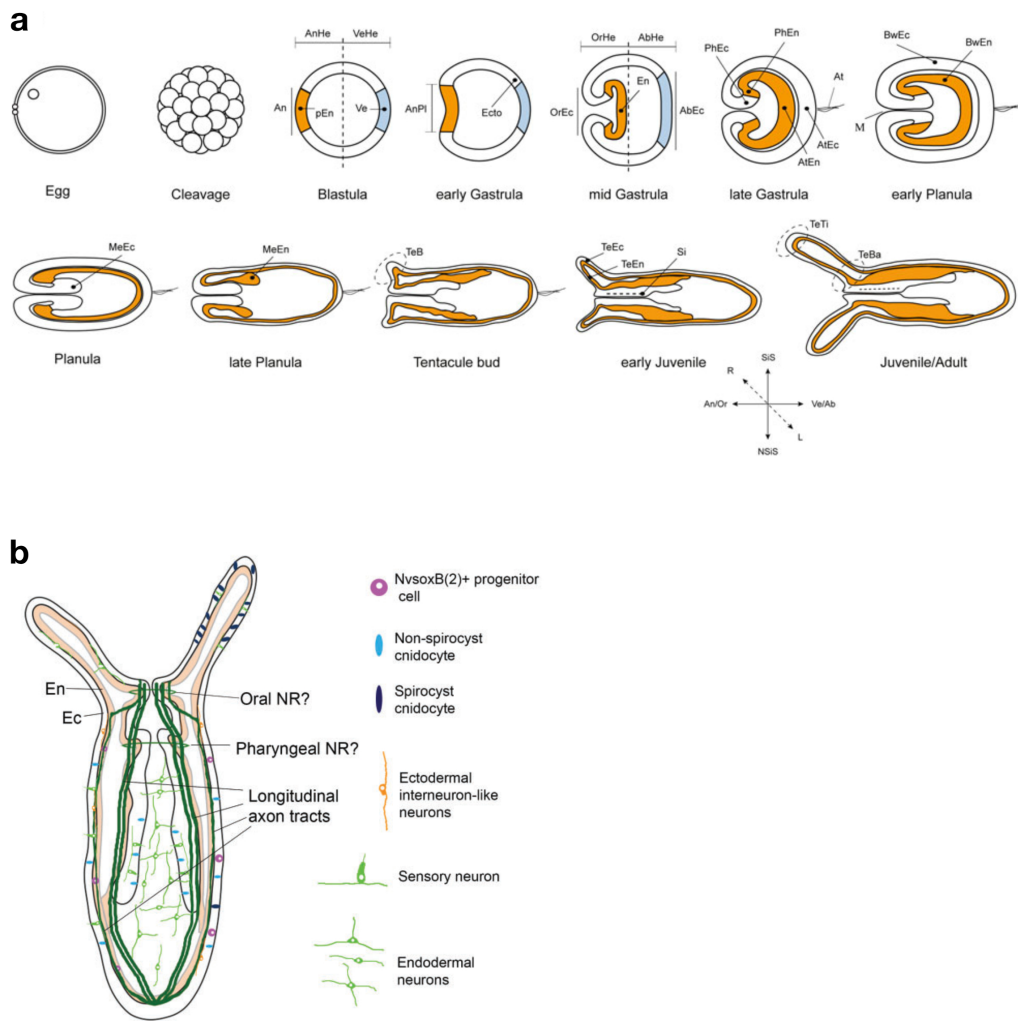 a
AnHe VeHe
An
pEn
Ve
AnPl
Ecto
OrHe AbHe
En
OrEc
AbEc
PhEc
PhEn
At
AtEc
AtEn
BwEc
BwEn
M
Egg
Cleavage
Blastula
early Gastrula
mid Gastrula
late Gastrula
early Planula
MeEc
MeEn
TeB
TeEc
TeEn
Si
TeTi
TeBa
Planula
late Planula
Tentacule bud
early Juvenile
Juvenile/Adult
SiS
R
An/Or
Ve/Ab
L
NSiS
b
En
Ec
Oral NR?
Pharyngeal NR?
Longitudinal
axon tracts
NvsoxB(2)+ progenitor
cell
Non-spirocyst
cnidocyte
Spirocyst
cnidocyte
Ectodermal
interneuron-like
neurons
Sensory neuron
Endodermal
neurons